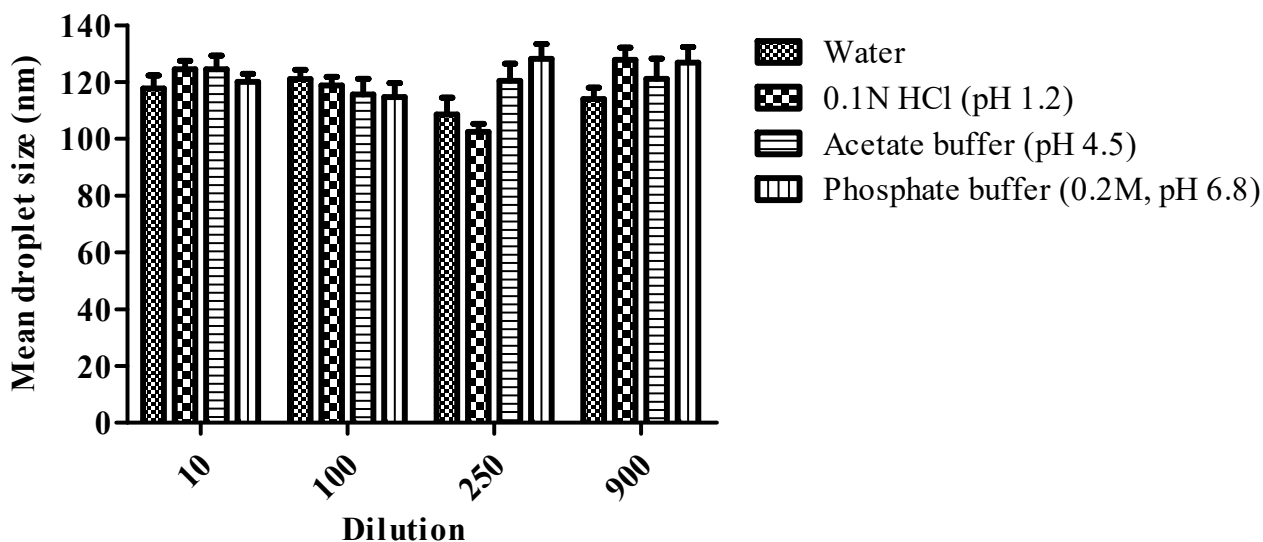 Mean droplet size (nm)
140
120
100
80
60
40
20
0
10
100
250
900
Dilution
Water
0.1N HCl (pH 1.2)
Acetate buffer (pH 4.5)
Phosphate buffer (0.2M, pH 6.8)